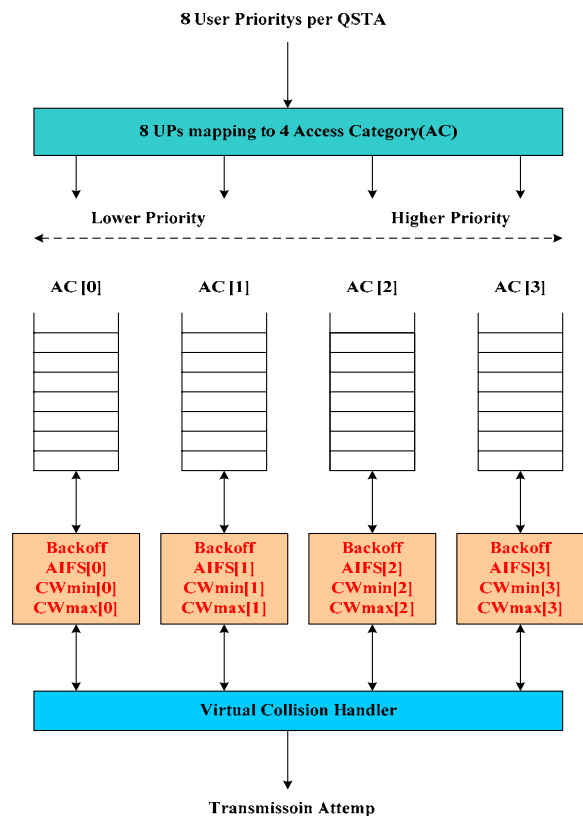 8 User Prioritys per QSTA
8 UPs mapping to 4 Access Category(AC)
Lower Priority Higher Priority
AC [0] AC [1] AC [2] AC [3]
Backoff Backoff Backoff Backoff
AIFS[0] AIFS[1] AIFS[2] AIFS[3]
CWmin[0] CWmin[1] CWmin[2] CWmin[3]
CWmax[0] CWmax[1] CWmax[2] CWmax[3]
Virtual Collision Handler
Transmissoin Attemp